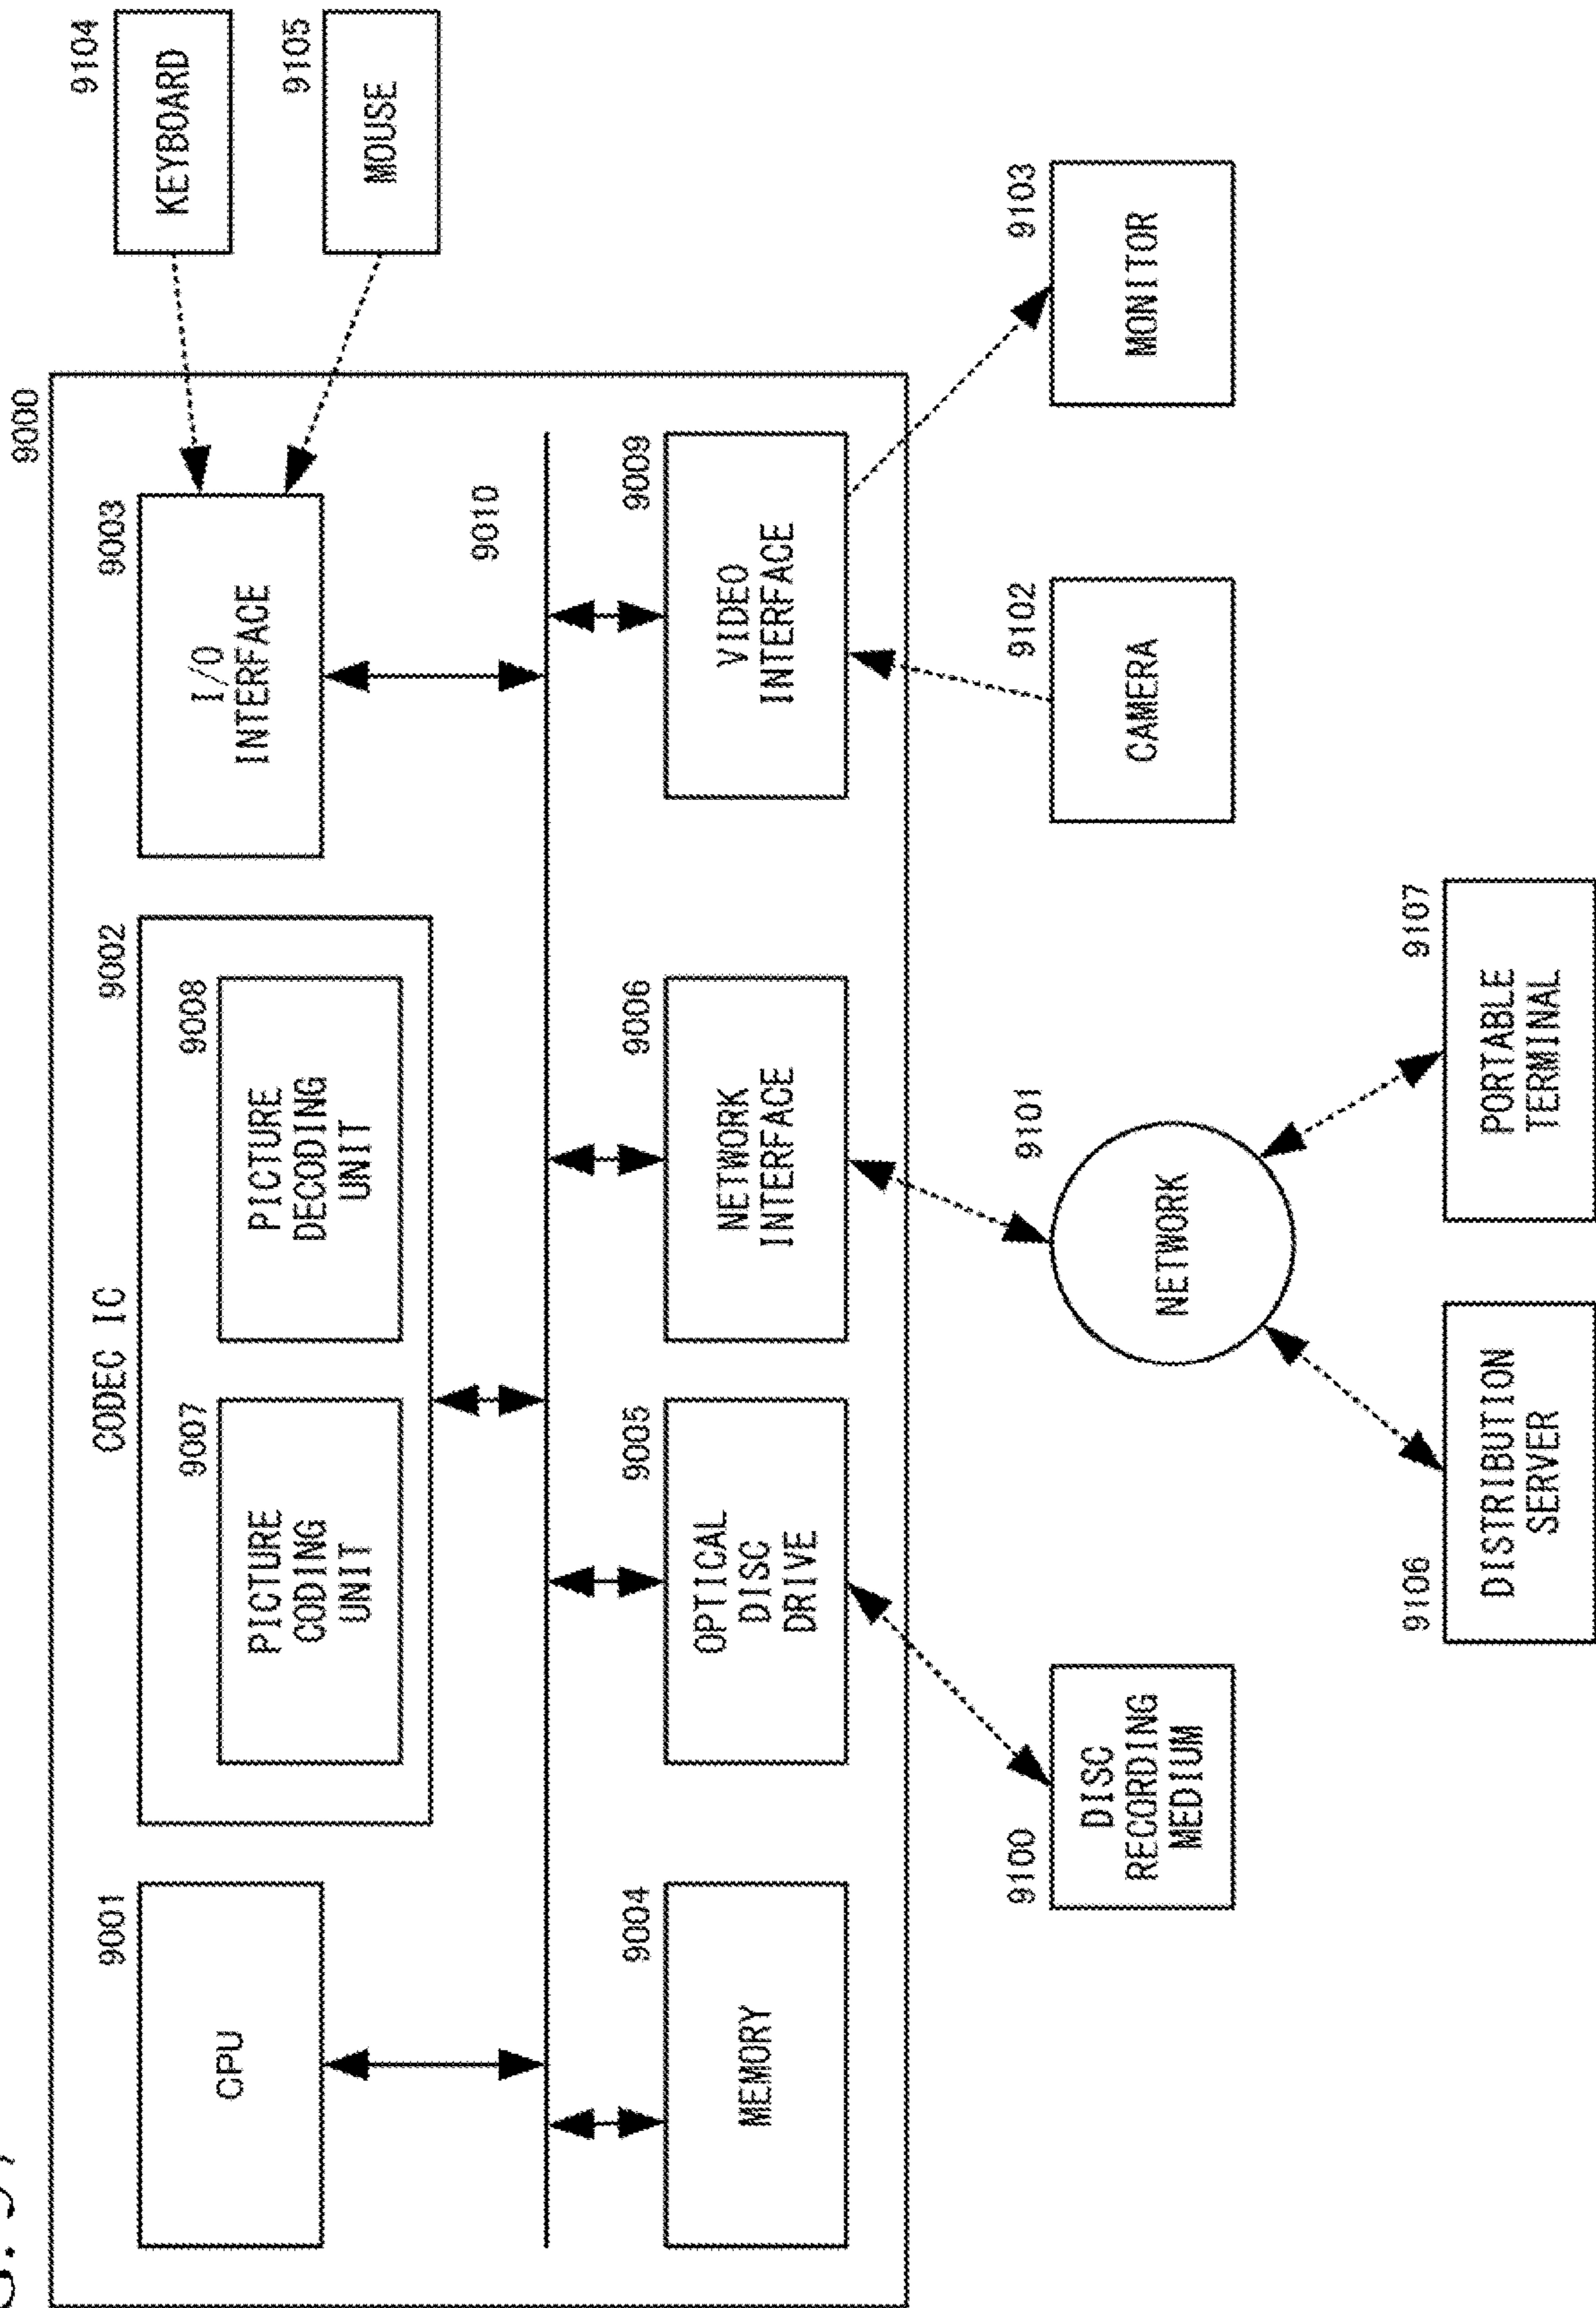 9000
9001
CPU
CODEC IC
9002
9007
PICTURE
CODING
UNIT
9008
PICTURE
DECODING
UNIT
9003
I/O
INTERFACE
9104
KEYBOARD
9105
MOUSE
9010
9004
MEMORY
9005
OPTICAL
DISC
DRIVE
9006
NETWORK
INTERFACE
9009
VIDEO
INTERFACE
9100
DISC
RECORDING
MEDIUM
9101
NETWORK
9102
CAMERA
9103
MONITOR
9106
DISTRIBUTION
SERVER
9107
PORTABLE
TERMINAL